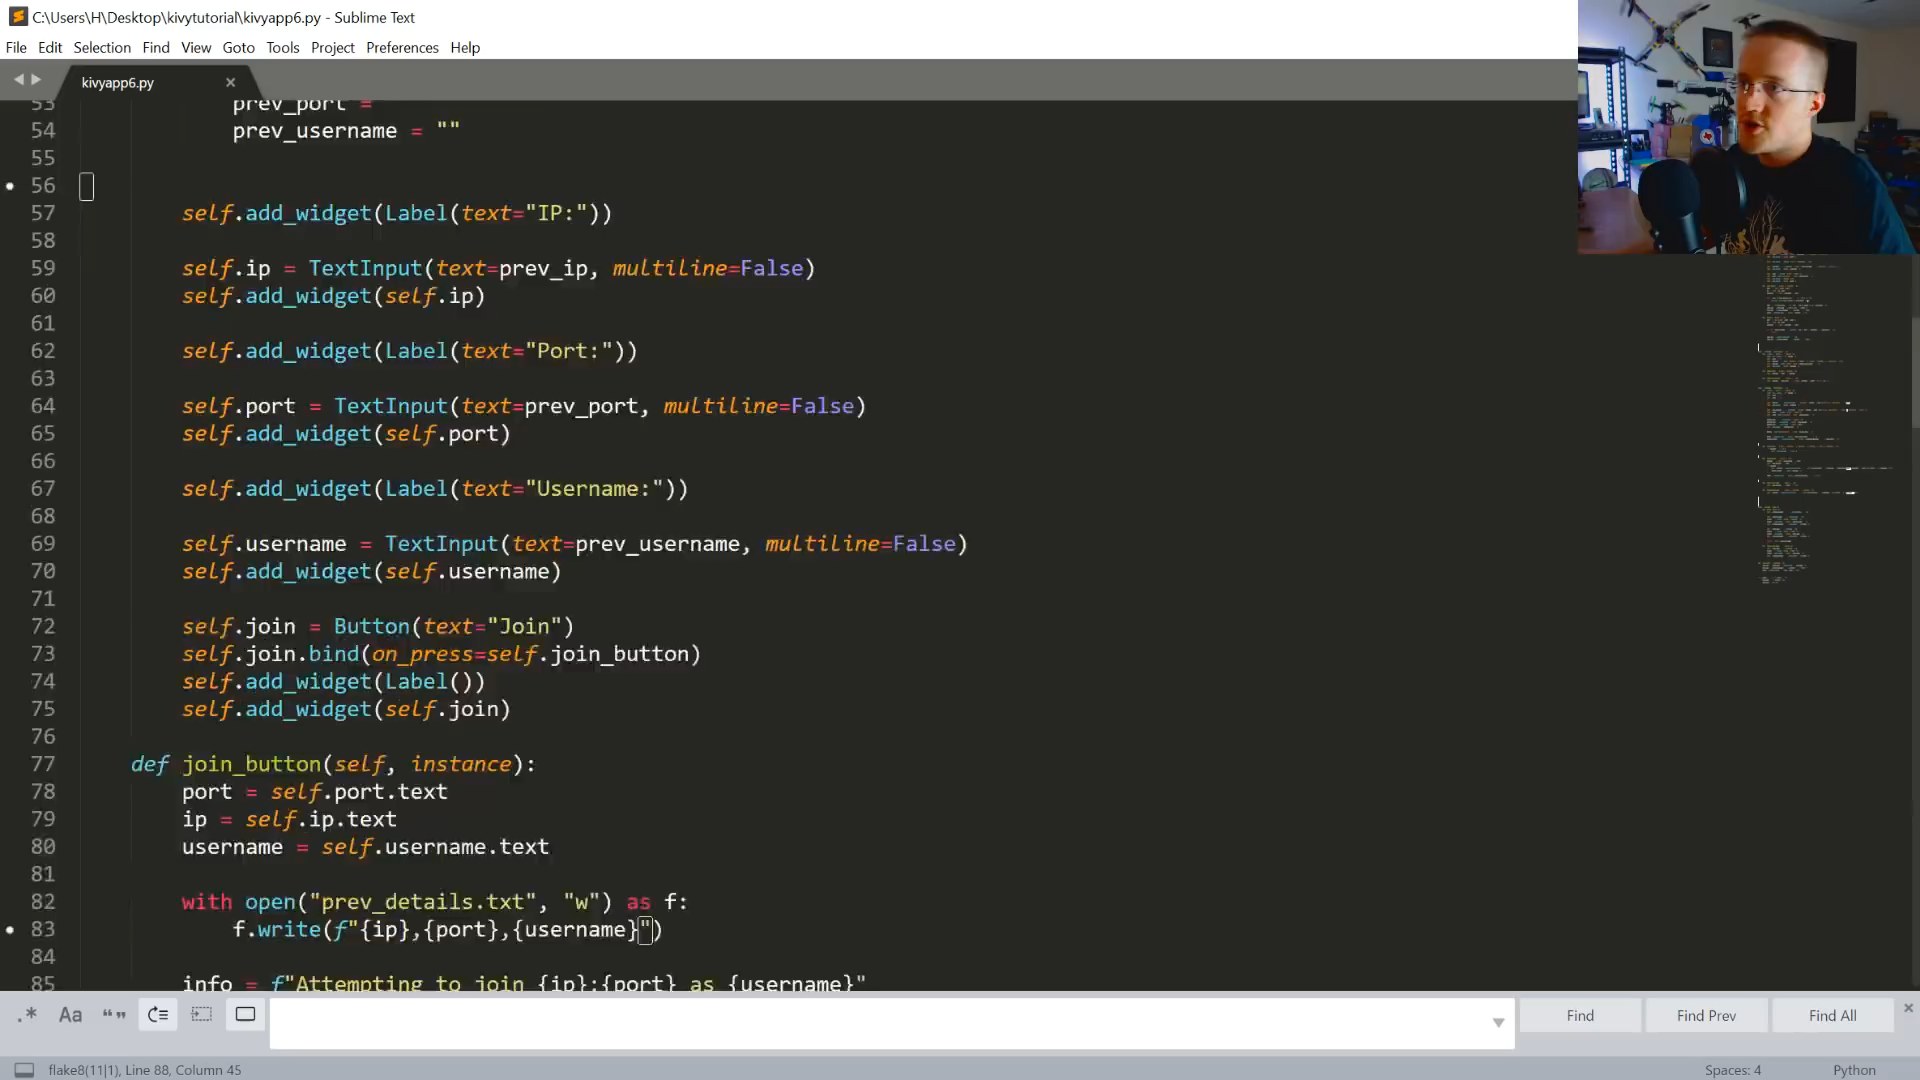 C:\Users\H\Desktop\kivytutorial\kivyapp6.py - Sublime Text
File Edit Selection Find View Goto Tools Project Preferences Help
kivyapp6.py
53 prev_port =
54 prev_username = ""
55
56
57 self.add_widget(Label(text="IP:"))
58
59 self.ip = TextInput(text=prev_ip, multiline=False)
60 self.add_widget(self.ip)
61
62 self.add_widget(Label(text="Port:"))
63
64 self.port = TextInput(text=prev_port, multiline=False)
65 self.add_widget(self.port)
66
67 self.add_widget(Label(text="Username:"))
68
69 self.username = TextInput(text=prev_username, multiline=False)
70 self.add_widget(self.username)
71
72 self.join = Button(text="Join")
73 self.join.bind(on_press=self.join_button)
74 self.add_widget(Label())
75 self.add_widget(self.join)
76
77 def join_button(self, instance):
78 port = self.port.text
79 ip = self.ip.text
80 username = self.username.text
81
82 with open("prev_details.txt", "w") as f:
83 f.write(f"{ip},{port},{username}")
84
85 info = f"Attempting to join {ip}:{port} as {username}"
.* Aa “” Find Find Prev Find All
flake8(11|1), Line 88, Column 45 Spaces: 4 Python